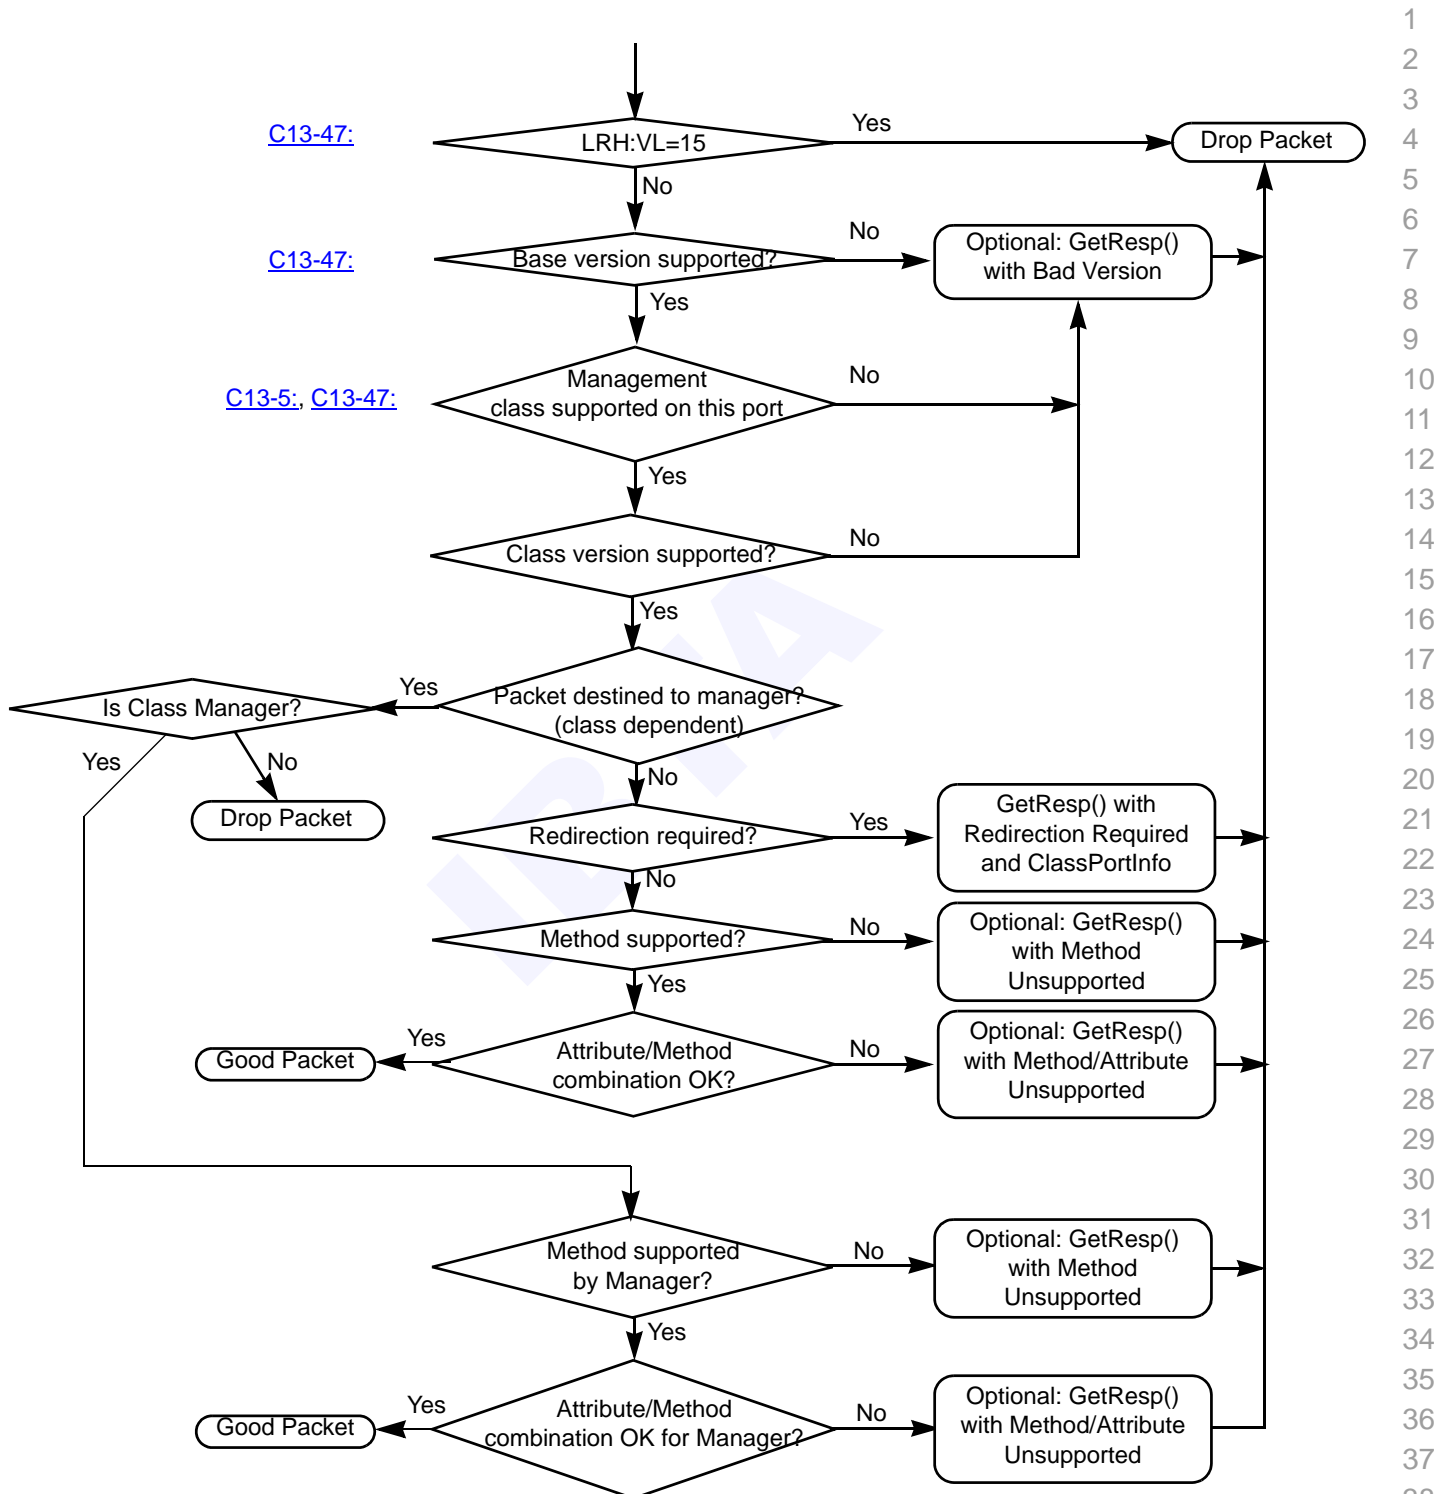 1
2
3
C13-47:
LRH:VL=15
Yes
Drop Packet
4
5
No
6
C13-47:
Base version supported?
No
Optional: GetResp()
with Bad Version
7
Yes
8
9
C13-5:, C13-47:
Management
class supported on this port
No
10
11
Yes
12
13
Class version supported?
No
14
15
Yes
16
17
Is Class Manager?
Yes
Packet destined to manager?
(class dependent)
18
19
Yes
No
No
20
Drop Packet
Redirection required?
Yes
GetResp() with
Redirection Required
and ClassPortInfo
21
22
No
23
Method supported?
No
Optional: GetResp()
with Method
Unsupported
24
25
Yes
26
Good Packet
Yes
Attribute/Method
combination OK?
No
Optional: GetResp()
with Method/Attribute
Unsupported
27
28
29
30
31
Method supported
by Manager?
No
Optional: GetResp()
with Method
Unsupported
32
33
Yes
34
35
Good Packet
Yes
Attribute/Method
combination OK for Manager?
No
Optional: GetResp()
with Method/Attribute
Unsupported
36
37
IBTA